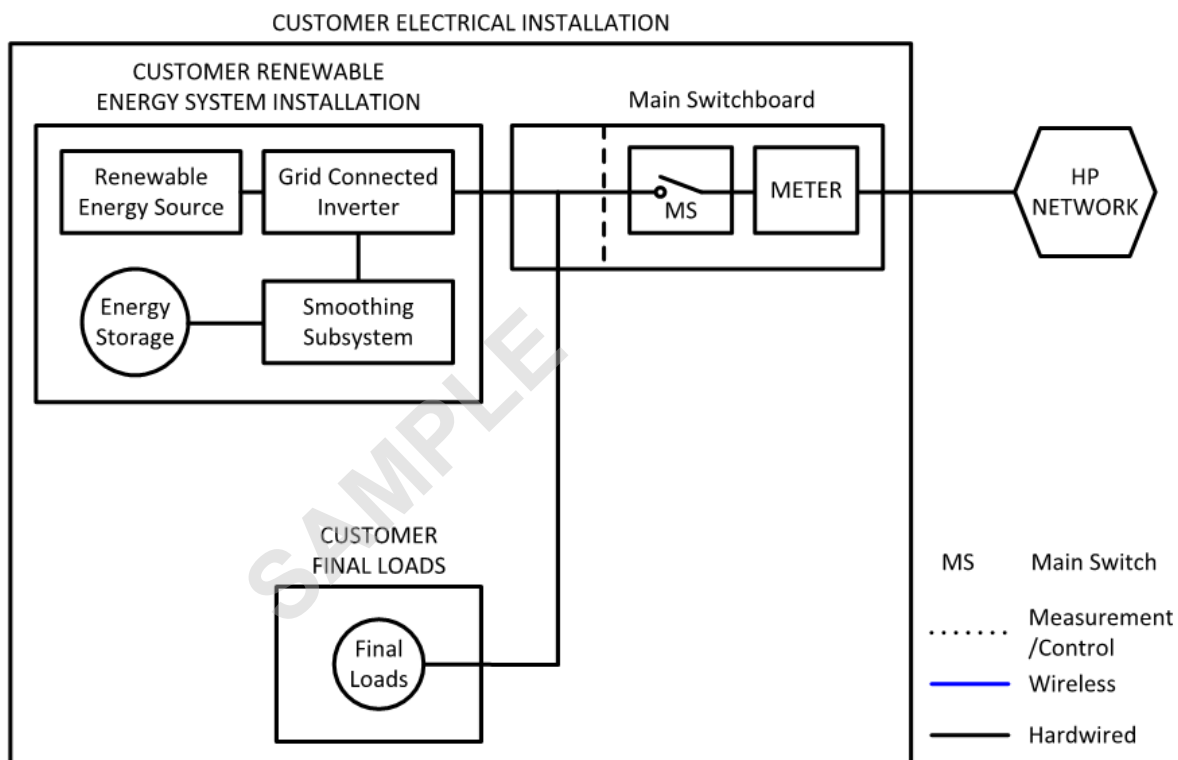 CUSTOMER ELECTRICAL INSTALLATION
CUSTOMER RENEWABLE
ENERGY SYSTEM INSTALLATION
Main Switchboard
Renewable
Energy Source
Grid Connected
Inverter
MS
METER
HP
NETWORK
Energy
Storage
Smoothing
Subsystem
SAMPLE
CUSTOMER
FINAL LOADS
Final
Loads
MS Main Switch
Measurement
/Control
Wireless
Hardwired